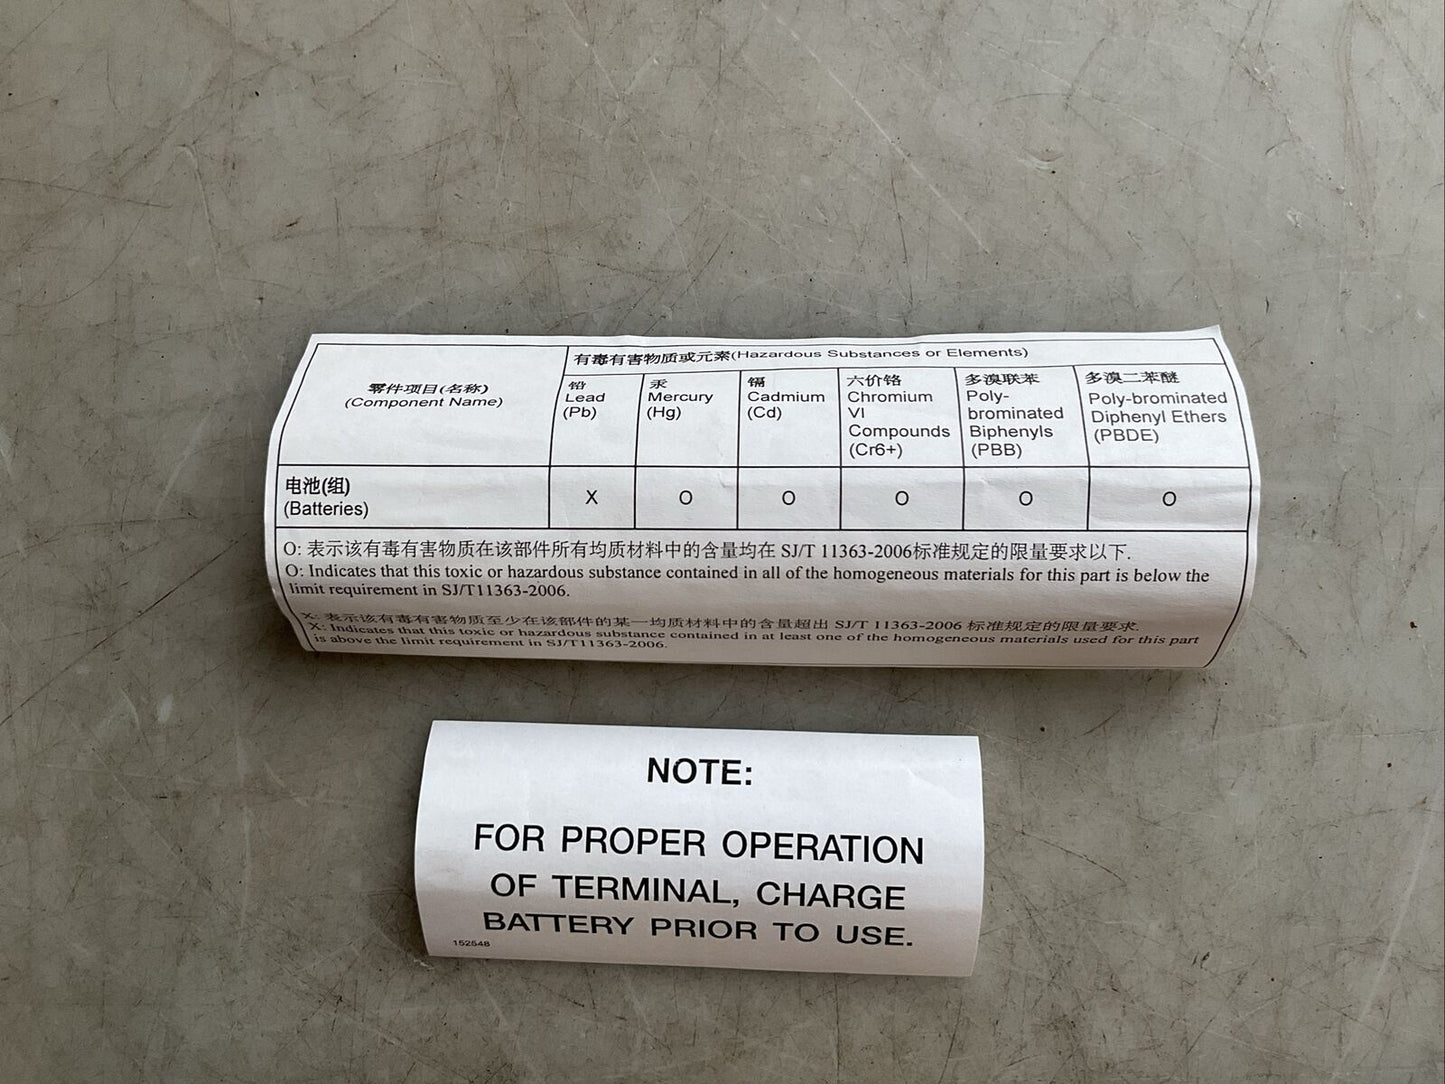 有毒有害物质或元素(Hazardous Substances or Elements)
零件项目(名称)
(Component Name)
铅
Lead
(Pb)
汞
Mercury
(Hg)
镉
Cadmium
(Cd)
六价铬
Chromium
VI
Compounds
(Cr6+)
多溴联苯
Poly-
brominated
Biphenyls
(PBB)
多溴二苯醚
Poly-brominated
Diphenyl Ethers
(PBDE)
电池(组)
(Batteries)
X
O
O
O
O
O
O: 表示该有毒有害物质在该部件所有均质材料中的含量均在 SJ/T 11363-2006标准规定的限量要求以下.
O: Indicates that this toxic or hazardous substance contained in all of the homogeneous materials for this part is below the
limit requirement in SJ/T11363-2006.
X: 表示该有毒有害物质至少在该部件的某一均质材料中的含量超出 SJ/T 11363-2006 标准规定的限量要求.
X: Indicates that this toxic or hazardous substance contained in at least one of the homogeneous materials used for this part
is above the limit requirement in SJ/T11363-2006.
NOTE:
FOR PROPER OPERATION
OF TERMINAL, CHARGE
BATTERY PRIOR TO USE.
152548